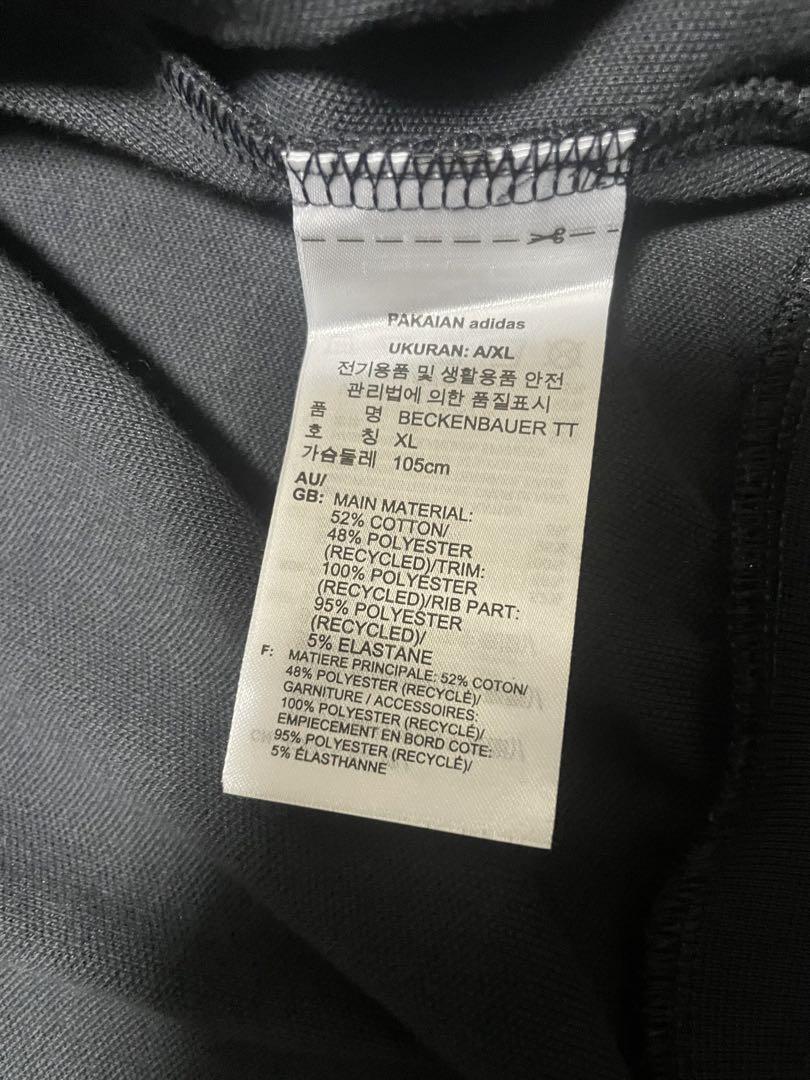 PAKAIAN adidas
UKURAN: A/XL
전기용품 및 생활용품 안전
관리법에 의한 품질표시
품 명 BECKENBAUER TT
호 칭 XL
가슴둘레 105cm
AU/
GB: MAIN MATERIAL:
52% COTTON/
48% POLYESTER
(RECYCLED)/TRIM:
100% POLYESTER
(RECYCLED)/RIB PART:
95% POLYESTER
(RECYCLED)/
5% ELASTANE
F: MATIERE PRINCIPALE: 52% COTON/
48% POLYESTER (RECYCLÉ)/
GARNITURE / ACCESSOIRES:
100% POLYESTER (RECYCLÉ)/
EMPIECEMENT EN BORD COTE:
95% POLYESTER (RECYCLÉ)/
5% ÉLASTHANNE